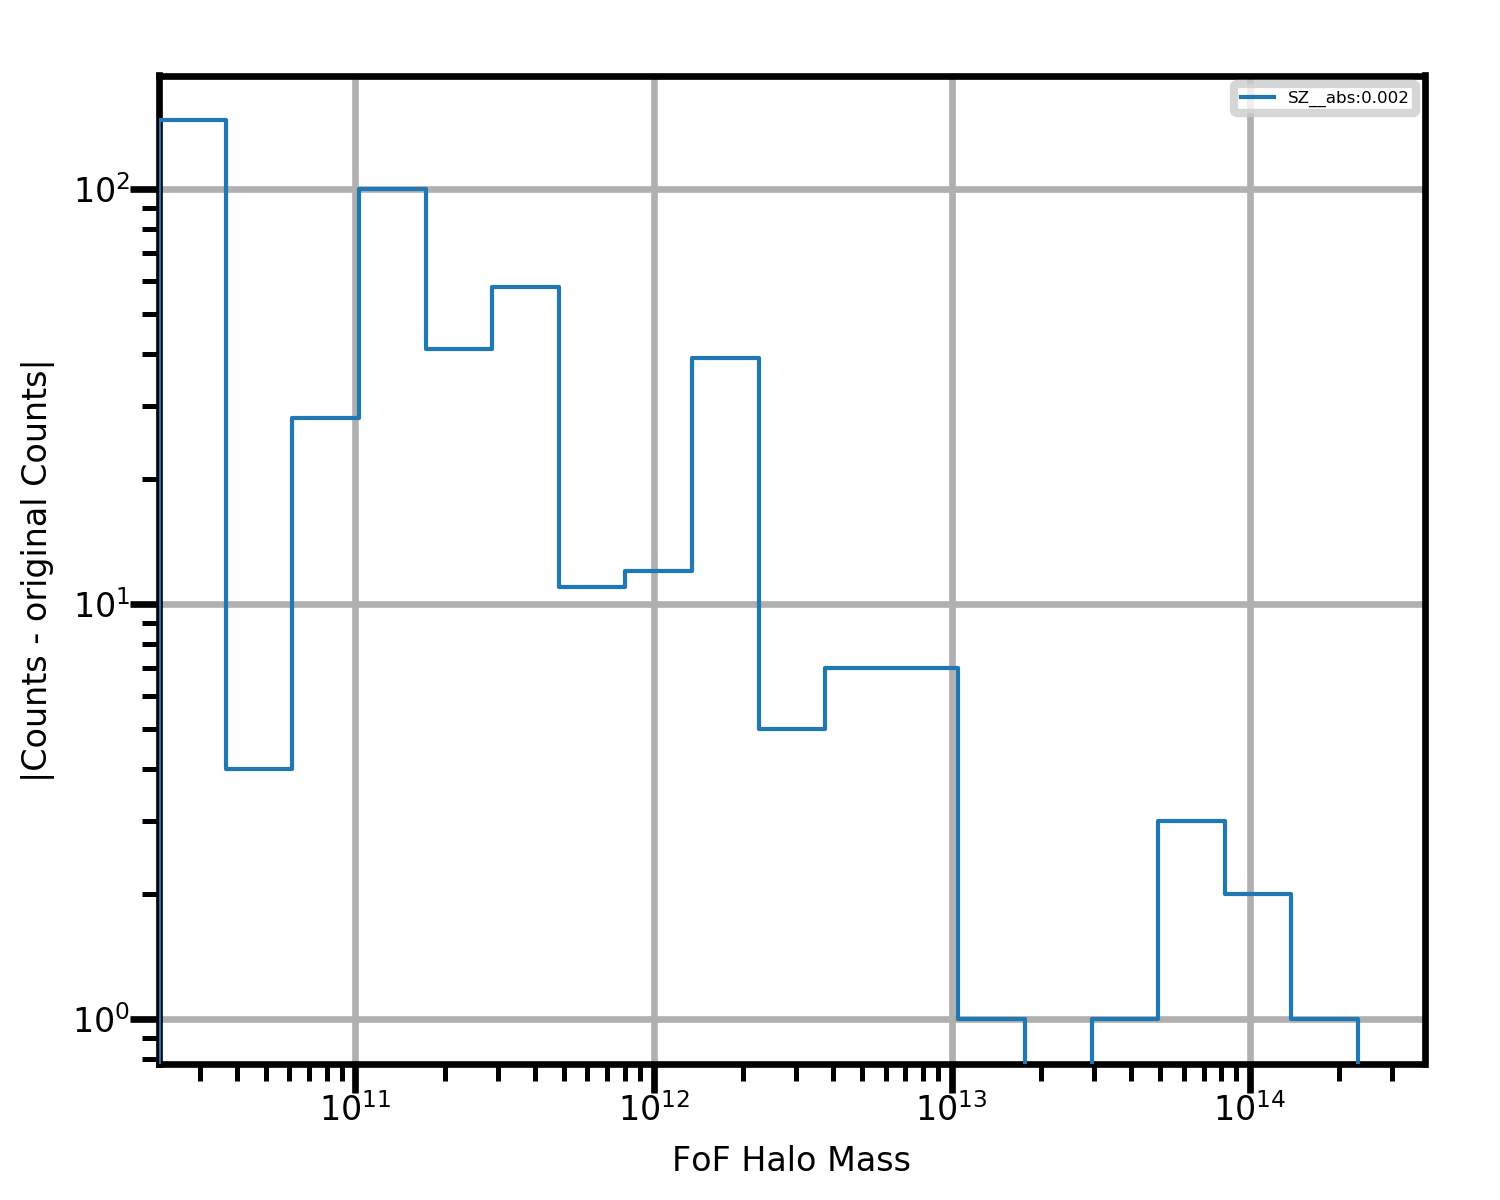 SZ__abs:0.002
|Counts - original Counts|
10²
10¹
10⁰
10¹¹ 10¹² 10¹³ 10¹⁴
FoF Halo Mass